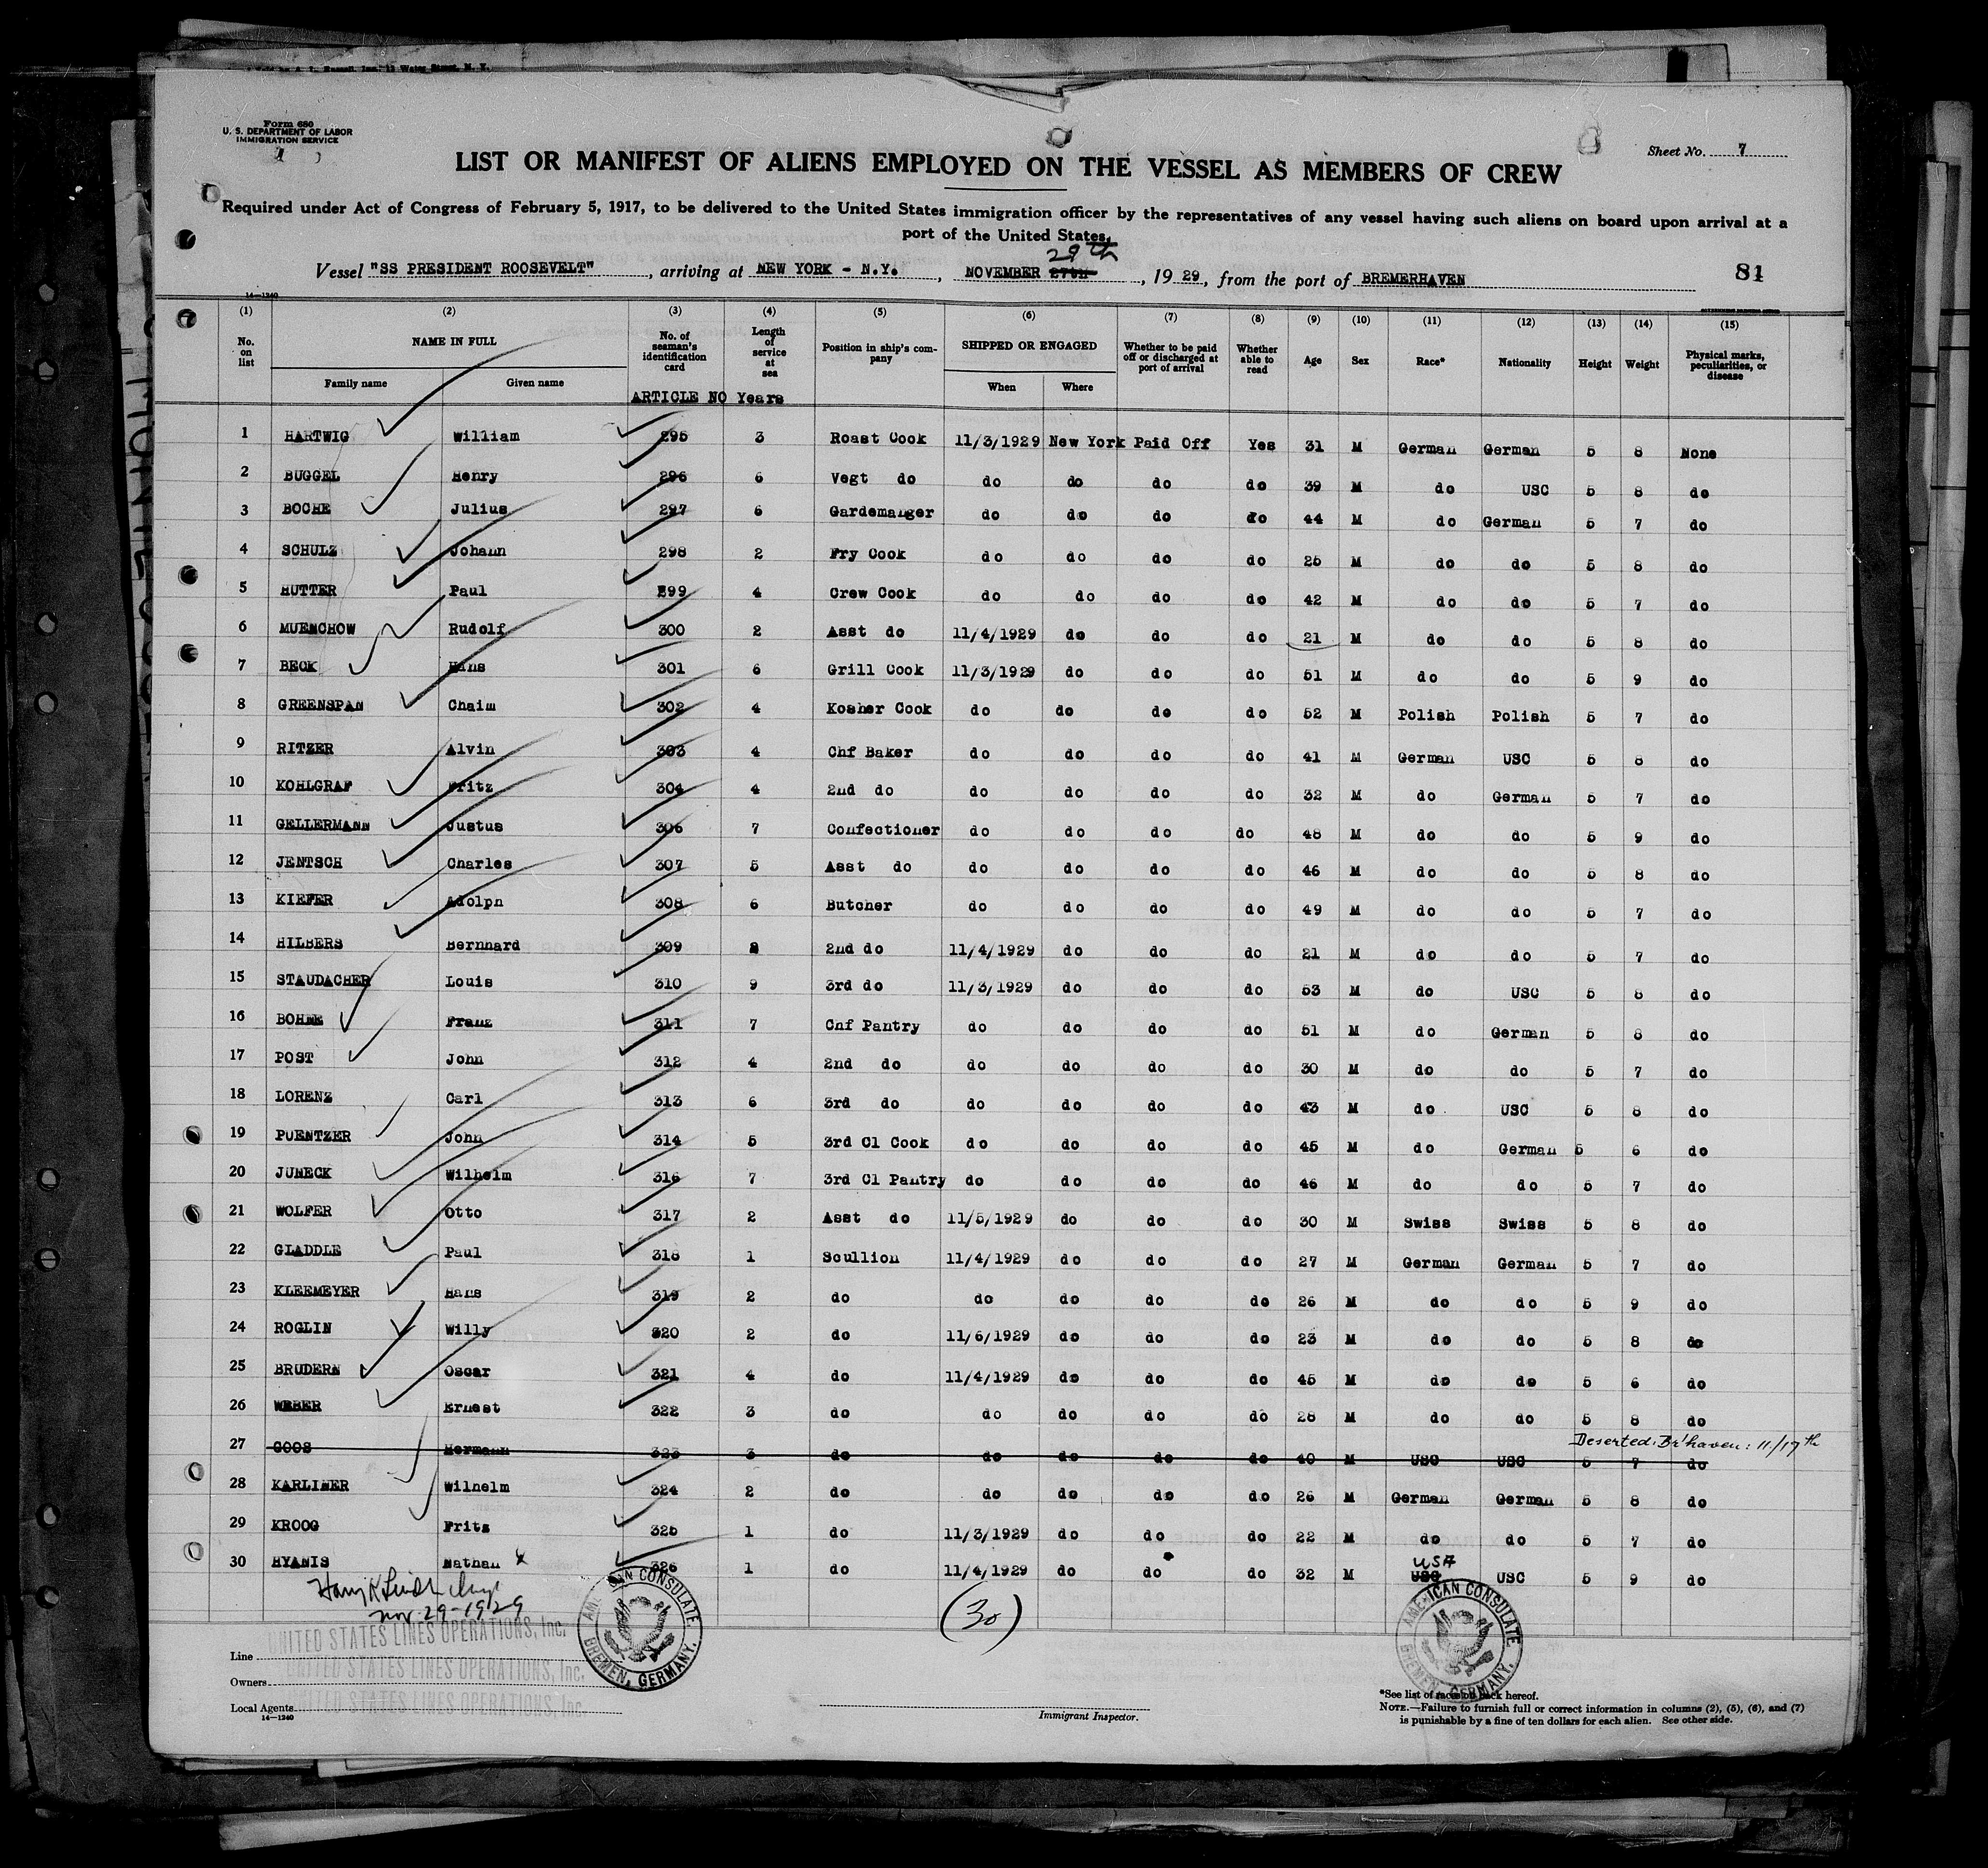 Form 680
U. S. DEPARTMENT OF LABOR
IMMIGRATION SERVICE
Sheet No. 7
LIST OR MANIFEST OF ALIENS EMPLOYED ON THE VESSEL AS MEMBERS OF CREW
Required under Act of Congress of February 5, 1917, to be delivered to the United States immigration officer by the representatives of any vessel having such aliens on board upon arrival at a
port of the United States.
29th
Vessel "SS PRESIDENT ROOSEVELT", arriving at NEW YORK - N.Y., NOVEMBER 27th, 1929, from the port of BREMERHAVEN
81
14—1240
(1) (2) (3) (4) (5) (6) (7) (8) (9) (10) (11) (12) (13) (14) (15)
No. on list NAME IN FULL No. of seaman's identification card Length of service at sea Position in ship's company SHIPPED OR ENGAGED Whether to be paid off or discharged at port of arrival Whether able to read Age Sex Race* Nationality Height Weight Physical marks, peculiarities, or disease
Family name Given name When Where
ARTICLE NO Years
1 HARTWIG William 295 3 Roast Cook 11/3/1929 New York Paid Off Yes 31 M German German 5 8 None
2 BUGGEL Henry 296 6 Vegt do do do do do 39 M do USC 5 8 do
3 BOCHE Julius 297 6 Gardemanger do do do do 44 M do German 5 7 do
4 SCHULZ Johann 298 2 Fry Cook do do do do 25 M do do 5 8 do
5 HUTTER Paul 299 4 Crew Cook do do do do 42 M do do 5 7 do
6 MUENCHOW Rudolf 300 2 Asst do 11/4/1929 do do do 21 M do do 5 8 do
7 BECK Hans 301 6 Grill Cook 11/3/1929 do do do 51 M do do 5 9 do
8 GREENSPAN Chaim 302 4 Kosher Cook do do do do 52 M Polish Polish 5 7 do
9 RITZER Alvin 303 4 Chf Baker do do do do 41 M German USC 5 8 do
10 KOHLGRAF Fritz 304 4 2nd do do do do do 32 M do German 5 7 do
11 GELLERMANN Justus 306 7 Confectioner do do do do 48 M do do 5 9 do
12 JENTSCH Charles 307 5 Asst do do do do do 46 M do do 5 8 do
13 KIEFER Adolph 308 6 Butcher do do do do 49 M do do 5 7 do
14 HILBERS Bernhard 309 2nd do 11/4/1929 do do do 21 M do do 5 7 do
15 STAUDACHER Louis 310 9 3rd do 11/3/1929 do do do 53 M do USC 5 8 do
16 BOHME Franz 311 7 Chf Pantry do do do do 51 M do German 5 8 do
17 POST John 312 4 2nd do do do do do 30 M do do 5 7 do
18 LORENZ Carl 313 6 3rd do do do do do 43 M do USC 5 8 do
19 PUENTZER John 314 5 3rd Cl Cook do do do do 45 M do German 5 6 do
20 JUHECK Wilhelm 316 7 3rd Cl Pantry do do do do 46 M do do 5 7 do
21 WOLFER Otto 317 2 Asst do 11/5/1929 do do do 30 M Swiss Swiss 5 8 do
22 GLADDLE Paul 318 1 Scullion 11/4/1929 do do do 27 M German German 5 7 do
23 KLEEMEYER Hans 319 2 do do do do do 26 M do do 5 9 do
24 ROGLIN Willy 320 2 do 11/6/1929 do do do 23 M do do 5 8 do
25 BRUDERN Oscar 321 4 do 11/4/1929 do do do 45 M do do 5 6 do
26 WEBER Ernest 322 3 do do do do do 28 M do do 5 8 do
Deserted: Br'haven: 11/17th
27 GOOS Hermann 323 3 do do do do do 40 M USC USC 5 7 do
28 KARLINER Wilhelm 324 2 do do do do do 26 M German German 5 8 do
29 KROOG Fritz 325 1 do 11/3/1929 do do do 22 M do do 5 7 do
USA
30 HYANIS Nathan x 326 1 do 11/4/1929 do do do 32 M USC USC 5 9 do
Nov. 29-1929
(30)
AMERICAN CONSULATE. BREMEN, GERMANY.
AMERICAN CONSULATE. BREMEN, GERMANY.
Line UNITED STATES LINES OPERATIONS, Inc.
Owners UNITED STATES LINES OPERATIONS, Inc.
Local Agents UNITED STATES LINES OPERATIONS, Inc.
14—1240
Immigrant Inspector.
*See list of races on back hereof.
NOTE.—Failure to furnish full or correct information in columns (2), (5), (6), and (7)
is punishable by a fine of ten dollars for each alien. See other side.